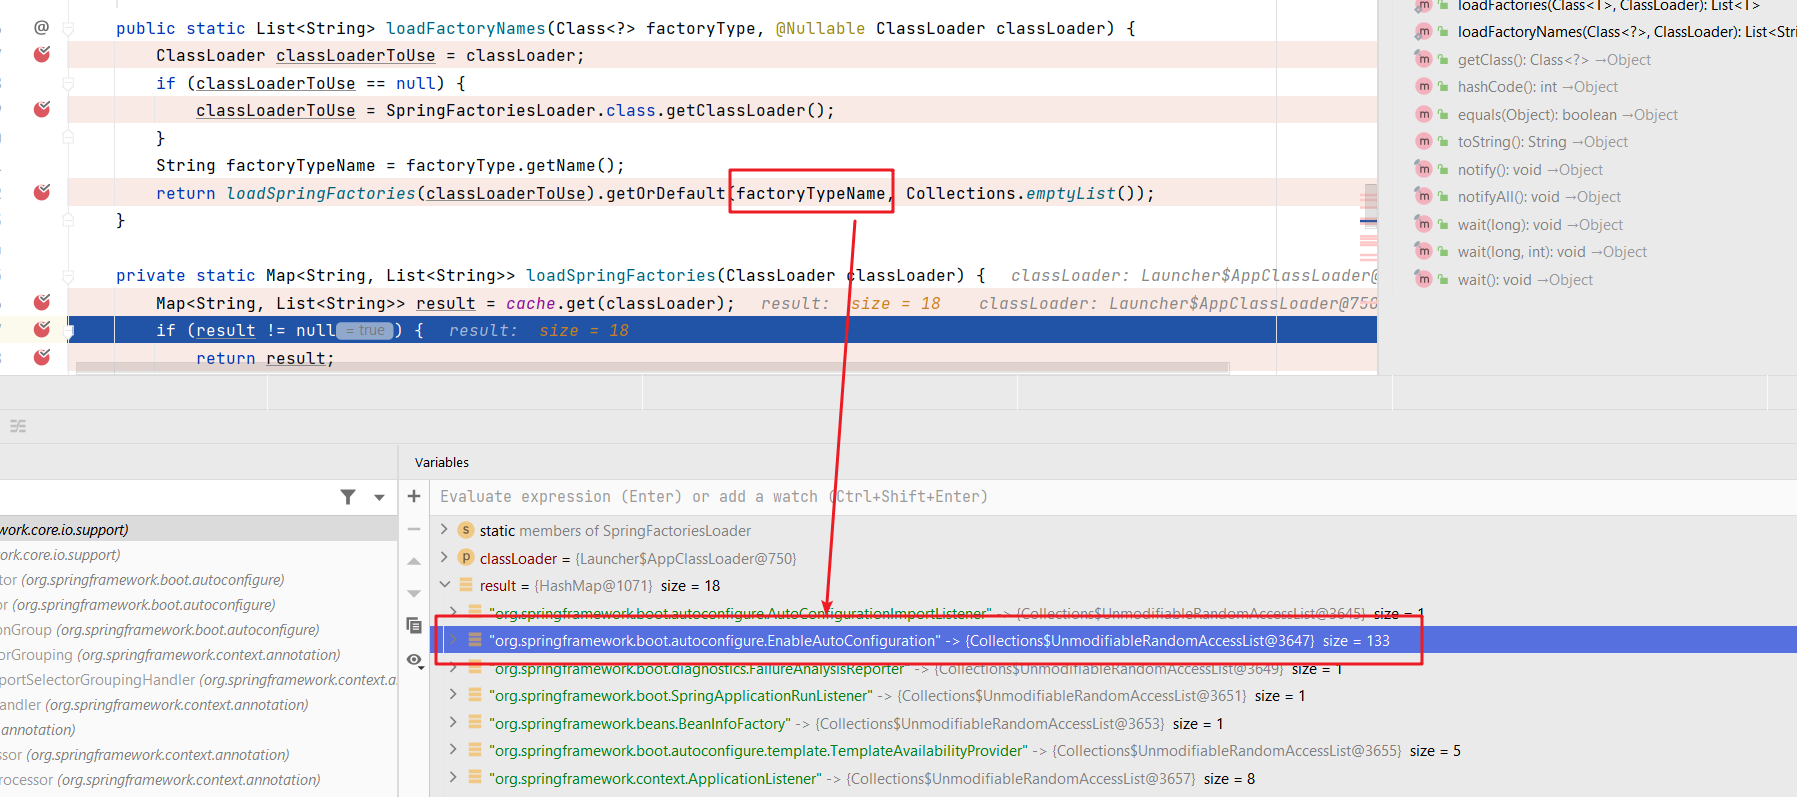 public static List<String> loadFactoryNames(Class<?> factoryType, @Nullable ClassLoader classLoader) {
ClassLoader classLoaderToUse = classLoader;
if (classLoaderToUse == null) {
classLoaderToUse = SpringFactoriesLoader.class.getClassLoader();
}
String factoryTypeName = factoryType.getName();
return loadSpringFactories(classLoaderToUse).getOrDefault(factoryTypeName, Collections.emptyList());
}
private static Map<String, List<String>> loadSpringFactories(ClassLoader classLoader) { classLoader: Launcher$AppClassLoader@
Map<String, List<String>> result = cache.get(classLoader); result: size = 18 classLoader: Launcher$AppClassLoader@750
if (result != null = true ) { result: size = 18
return result;
loadFactories(Class<T>, ClassLoader): List<T>
loadFactoryNames(Class<?>, ClassLoader): List<Stri
getClass(): Class<?> →Object
hashCode(): int →Object
equals(Object): boolean →Object
toString(): String →Object
notify(): void →Object
notifyAll(): void →Object
wait(long): void →Object
wait(long, int): void →Object
wait(): void →Object
work.core.io.support)
ork.core.io.support)
tor (org.springframework.boot.autoconfigure)
or (org.springframework.boot.autoconfigure)
onGroup (org.springframework.boot.autoconfigure)
orGrouping (org.springframework.context.annotation)
portSelectorGroupingHandler (org.springframework.context.a
andler (org.springframework.context.annotation)
annotation)
ssor (org.springframework.context.annotation)
rocessor (org.springframework.context.annotation)
Variables
Evaluate expression (Enter) or add a watch (Ctrl+Shift+Enter)
static members of SpringFactoriesLoader
classLoader = {Launcher$AppClassLoader@750}
result = {HashMap@1071} size = 18
"org.springframework.boot.autoconfigure.AutoConfigurationImportListener" -> {Collections$UnmodifiableRandomAccessList@3645} size = 1
"org.springframework.boot.autoconfigure.EnableAutoConfiguration" -> {Collections$UnmodifiableRandomAccessList@3647} size = 133
"org.springframework.boot.diagnostics.FailureAnalysisReporter" -> {Collections$UnmodifiableRandomAccessList@3649} size = 1
"org.springframework.boot.SpringApplicationRunListener" -> {Collections$UnmodifiableRandomAccessList@3651} size = 1
"org.springframework.beans.BeanInfoFactory" -> {Collections$UnmodifiableRandomAccessList@3653} size = 1
"org.springframework.boot.autoconfigure.template.TemplateAvailabilityProvider" -> {Collections$UnmodifiableRandomAccessList@3655} size = 5
"org.springframework.context.ApplicationListener" -> {Collections$UnmodifiableRandomAccessList@3657} size = 8